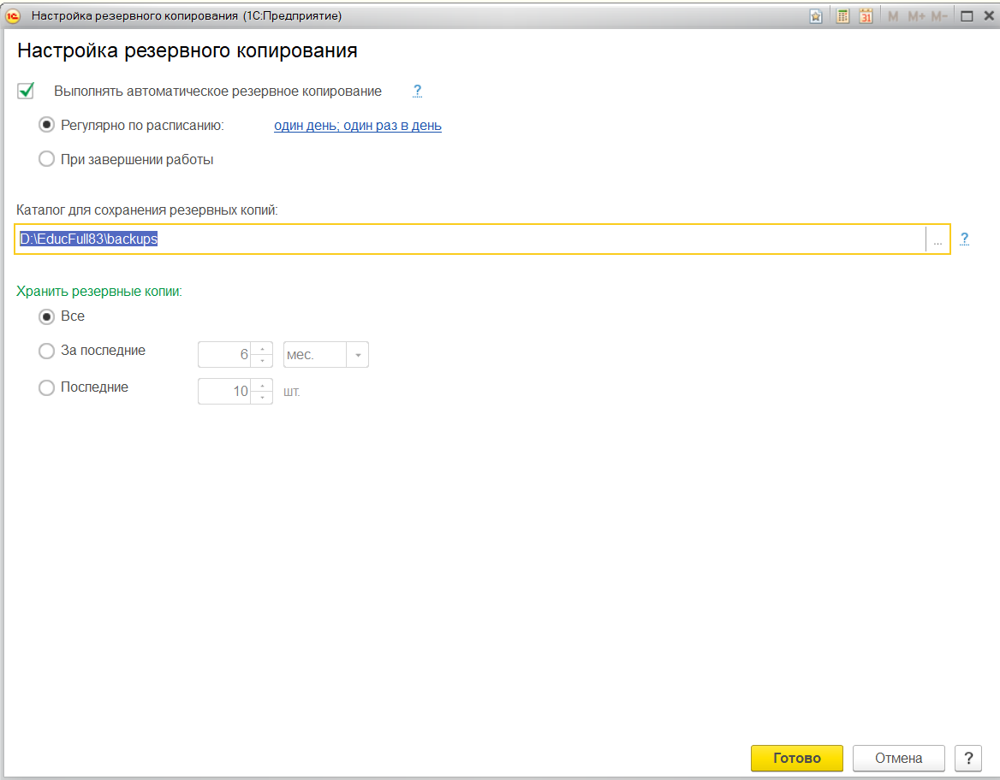 1С Настройка резервного копирования (1С:Предприятие) 31 M M+ M-
Настройка резервного копирования
Выполнять автоматическое резервное копирование ?
Регулярно по расписанию: один день; один раз в день
При завершении работы
Каталог для сохранения резервных копий:
D:\EducFull83\backups ... ?
Хранить резервные копии:
Все
За последние 6 мес.
Последние 10 шт.
Готово Отмена ?